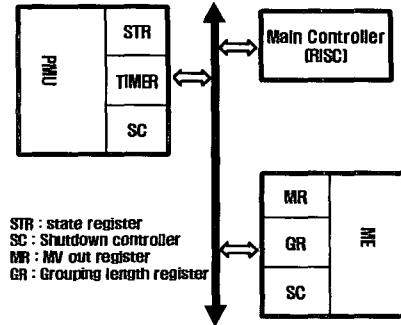 PMU
STR
TIMER
SC
Main Controller
(RISC)
MR
GR
SC
ME
STR : state register
SC : Shutdown controller
MR : MV out register
GR : Grouping length register